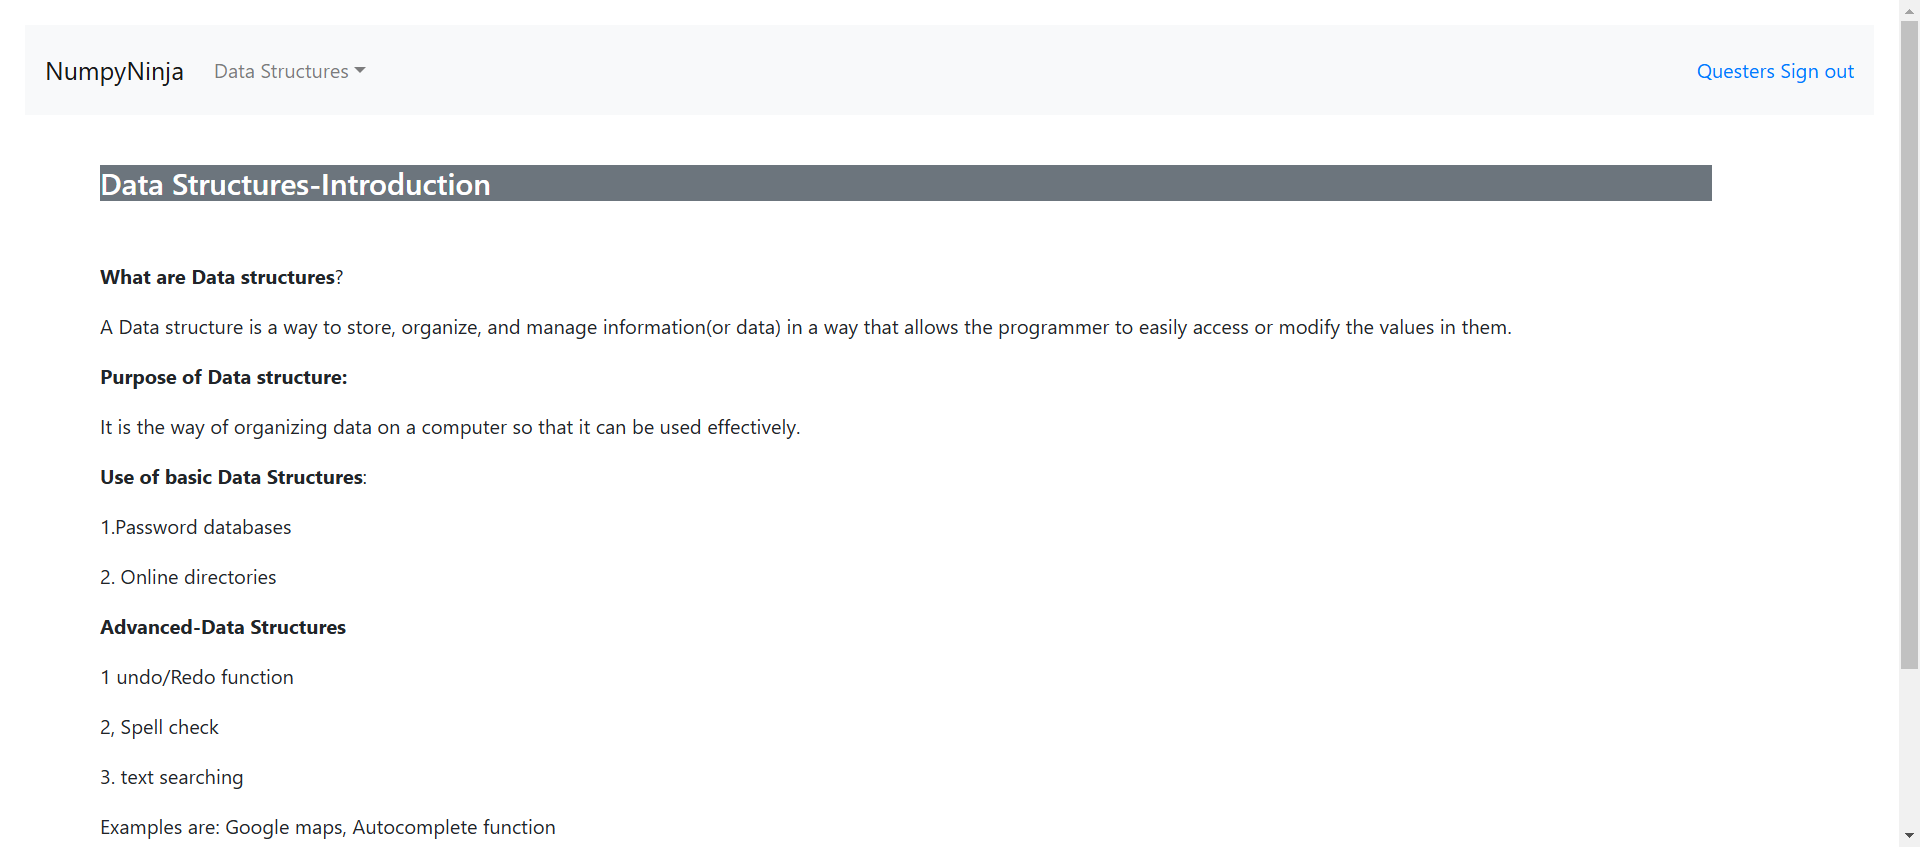 NumpyNinja Data Structures Questers Sign out
Data Structures-Introduction
What are Data structures?
A Data structure is a way to store, organize, and manage information(or data) in a way that allows the programmer to easily access or modify the values in them.
Purpose of Data structure:
It is the way of organizing data on a computer so that it can be used effectively.
Use of basic Data Structures:
1.Password databases
2. Online directories
Advanced-Data Structures
1 undo/Redo function
2, Spell check
3. text searching
Examples are: Google maps, Autocomplete function